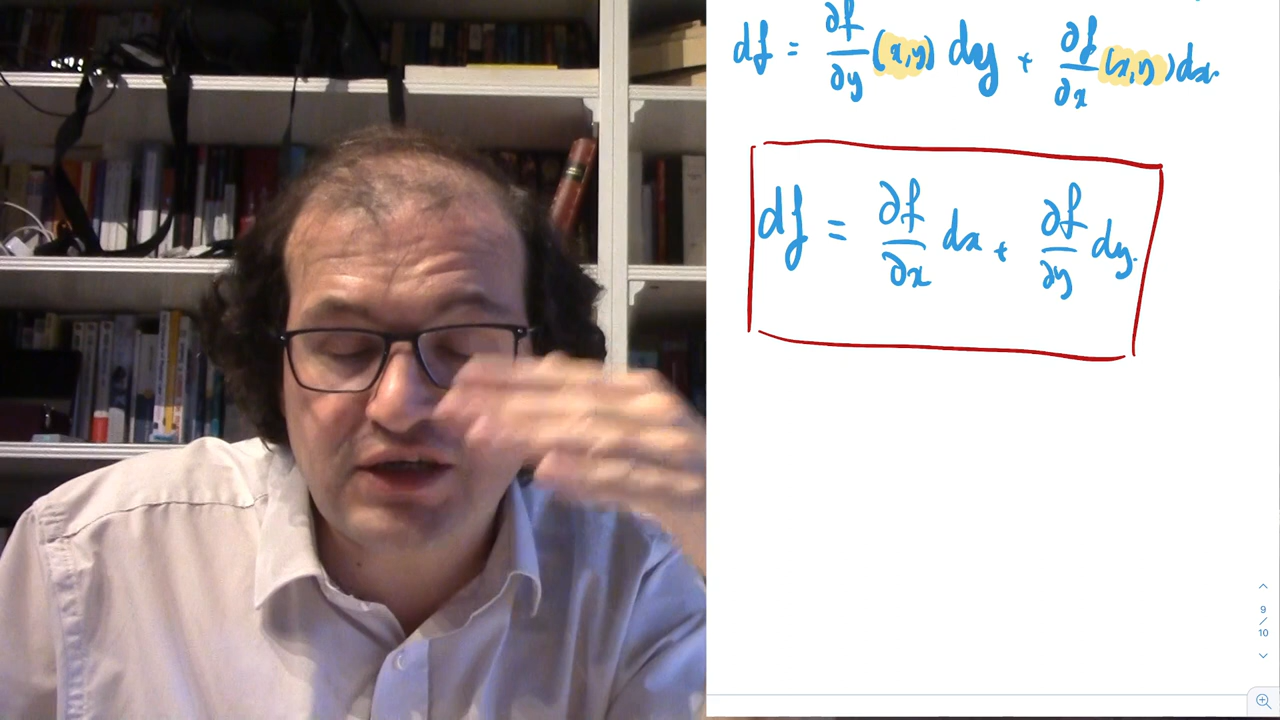 df = ∂f/∂y (x,y) dy + ∂f/∂x (x,y) dx.
df = ∂f/∂x dx + ∂f/∂y dy.
9
/
10